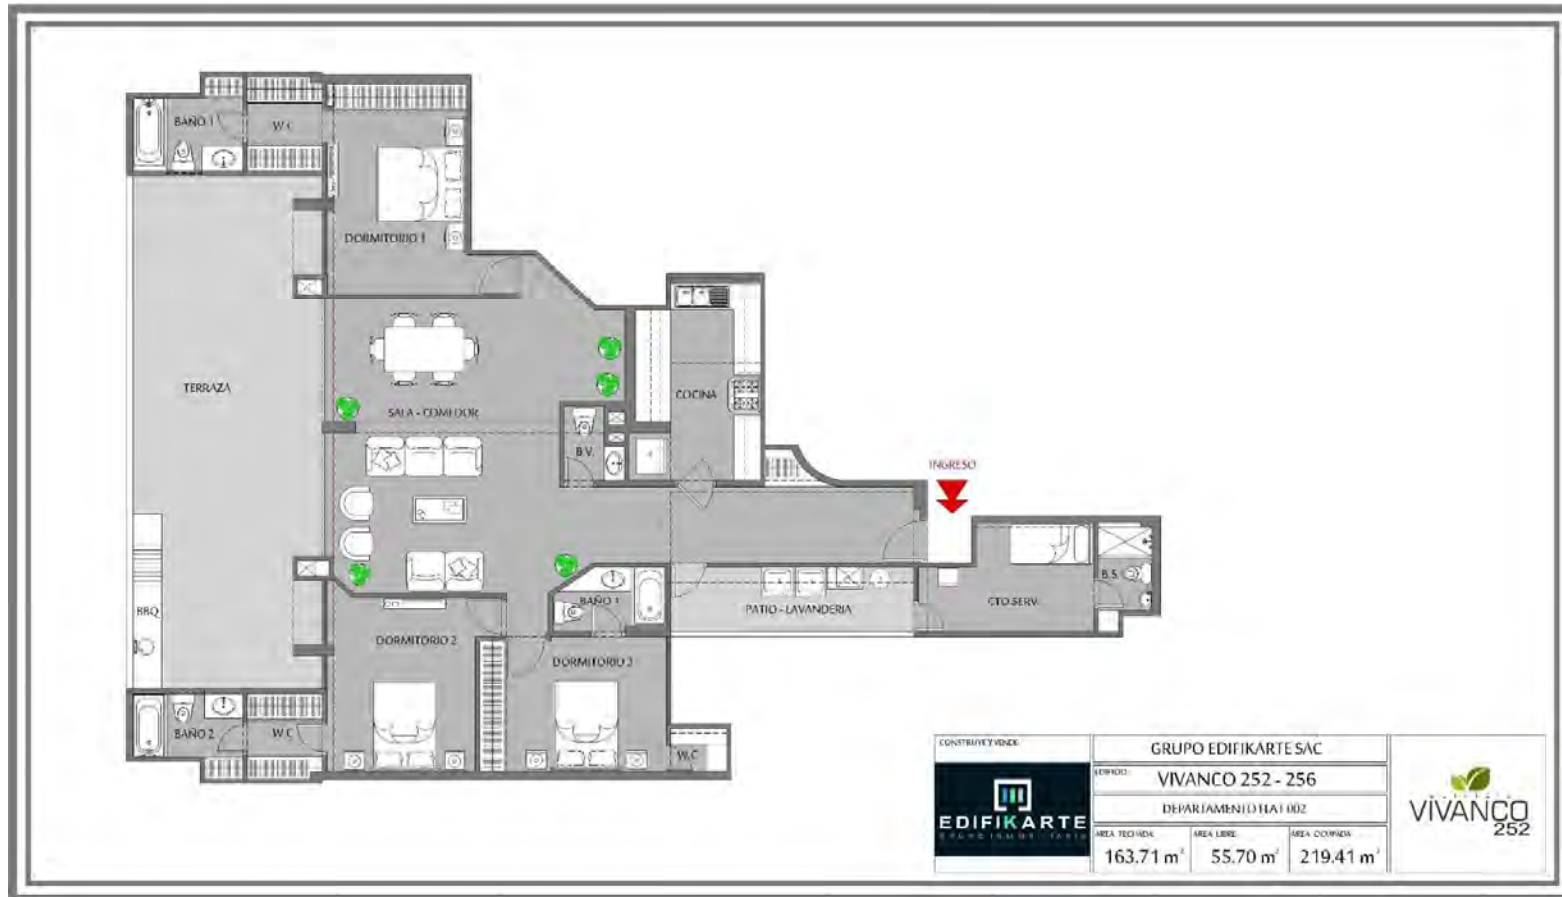 BAÑO 1
W.C
DORMITORIO 1
TERRAZA
SALA - COMEDOR
COCINA
B.V.
INGRESO
BBQ
BAÑO 1
PATIO - LAVANDERIA
CTO SERV.
B.S.
DORMITORIO 2
DORMITORIO 3
BAÑO 2
W.C
W.C
CONSTRUYE Y VENDE
EDIFIKARTE
GRUPO INMOBILIARIO
GRUPO EDIFIKARTE SAC
EDIFICIO:
VIVANCO 252 - 256
DEPARTAMENTO FLAT 002
AREA TECHADA
163.71 m²
AREA LIBRE
55.70 m²
AREA OCUPADA
219.41 m²
VIVANCO
252